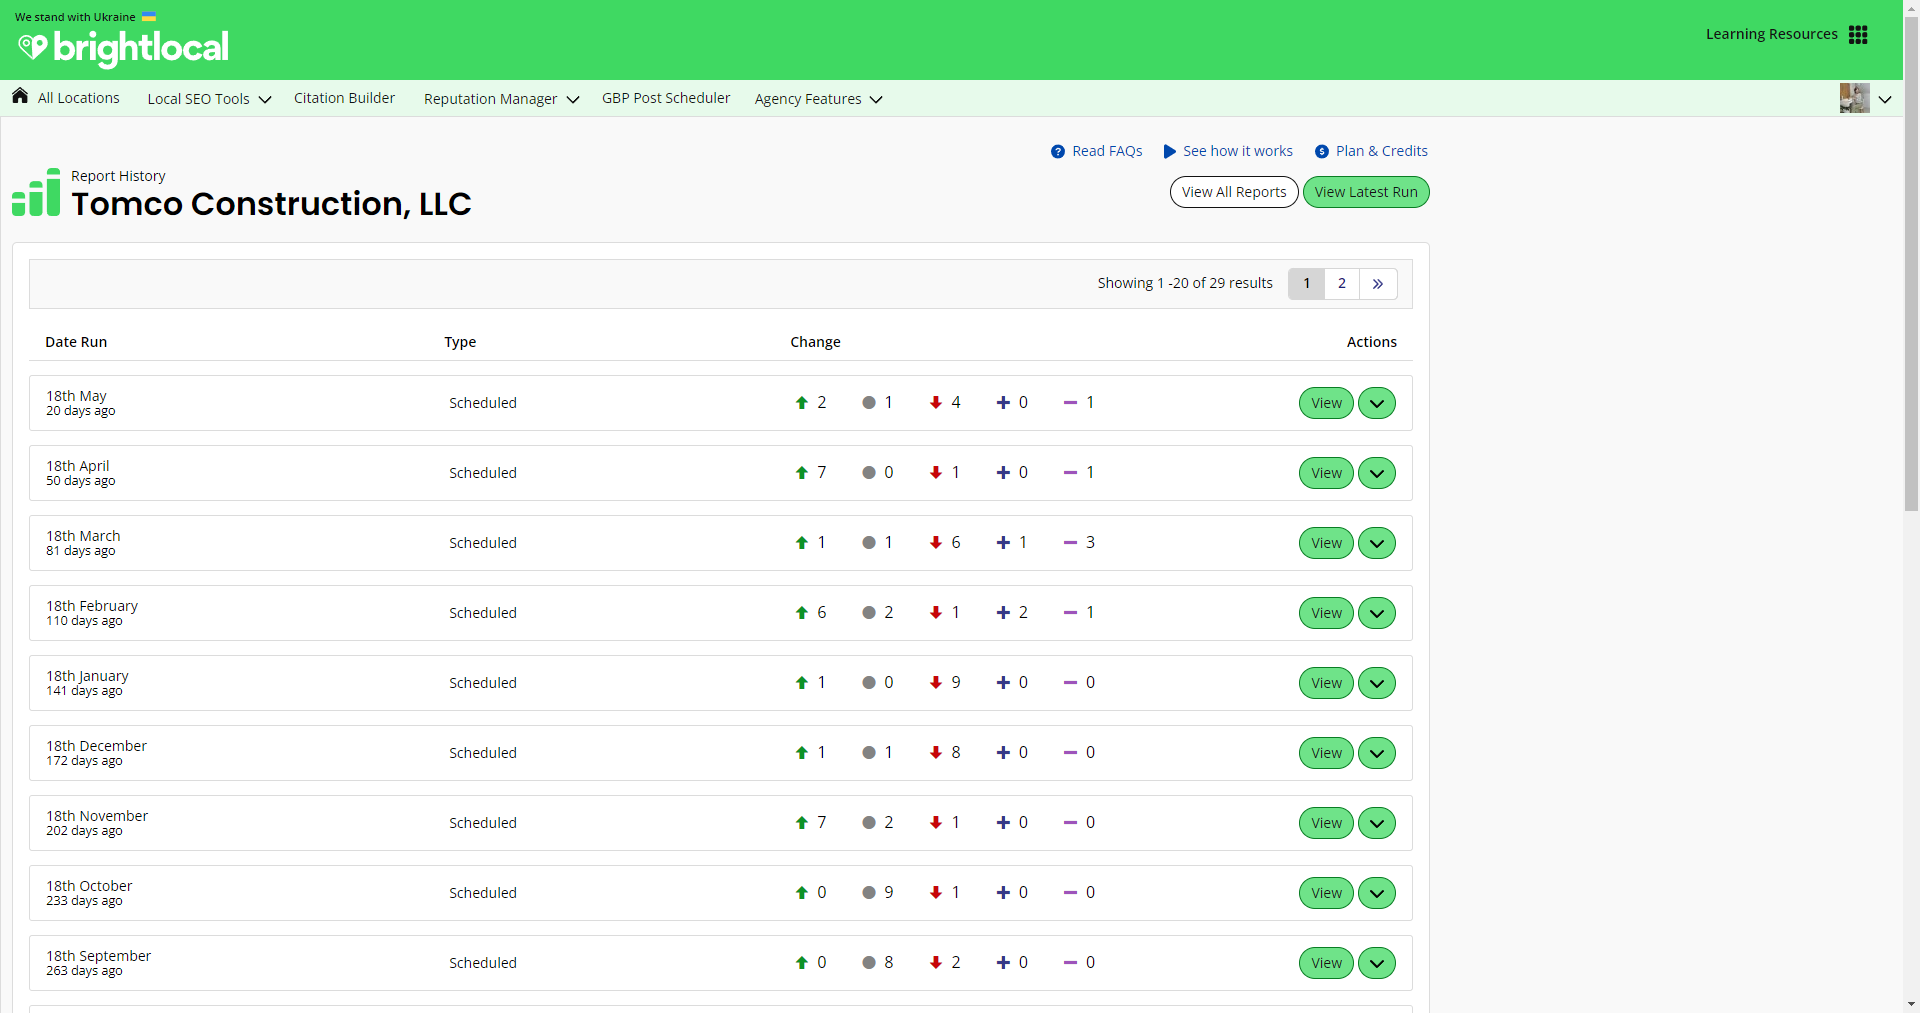 We stand with Ukraine
brightlocal
Learning Resources
All Locations Local SEO Tools Citation Builder Reputation Manager GBP Post Scheduler Agency Features
Read FAQs See how it works Plan & Credits
Report History
Tomco Construction, LLC
View All Reports View Latest Run
Showing 1 -20 of 29 results 1 2 »
Date Run Type Change Actions
18th May
20 days ago
Scheduled 2 1 4 0 1 View
18th April
50 days ago
Scheduled 7 0 1 0 1 View
18th March
81 days ago
Scheduled 1 1 6 1 3 View
18th February
110 days ago
Scheduled 6 2 1 2 1 View
18th January
141 days ago
Scheduled 1 0 9 0 0 View
18th December
172 days ago
Scheduled 1 1 8 0 0 View
18th November
202 days ago
Scheduled 7 2 1 0 0 View
18th October
233 days ago
Scheduled 0 9 1 0 0 View
18th September
263 days ago
Scheduled 0 8 2 0 0 View